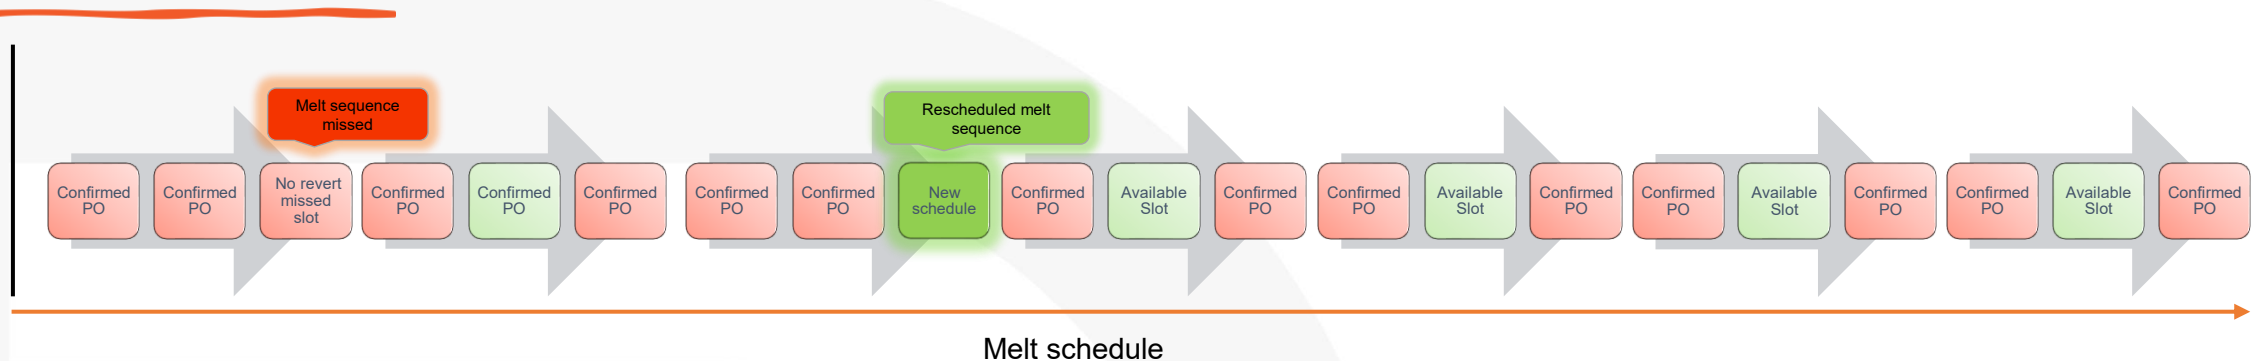 Melt sequence
missed
Rescheduled melt
sequence
Confirmed
PO
Confirmed
PO
No revert
missed
slot
Confirmed
PO
Confirmed
PO
Confirmed
PO
Confirmed
PO
Confirmed
PO
New
schedule
Confirmed
PO
Available
Slot
Confirmed
PO
Confirmed
PO
Available
Slot
Confirmed
PO
Confirmed
PO
Available
Slot
Confirmed
PO
Confirmed
PO
Available
Slot
Confirmed
PO
Melt schedule